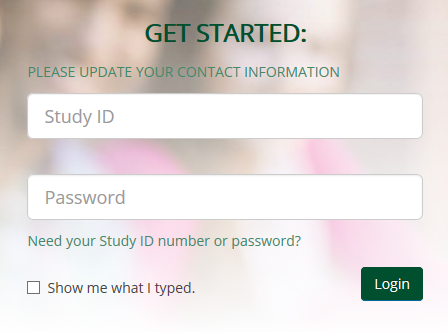 GET STARTED:
PLEASE UPDATE YOUR CONTACT INFORMATION
Study ID
Password
Need your Study ID number or password?
Show me what I typed.
Login